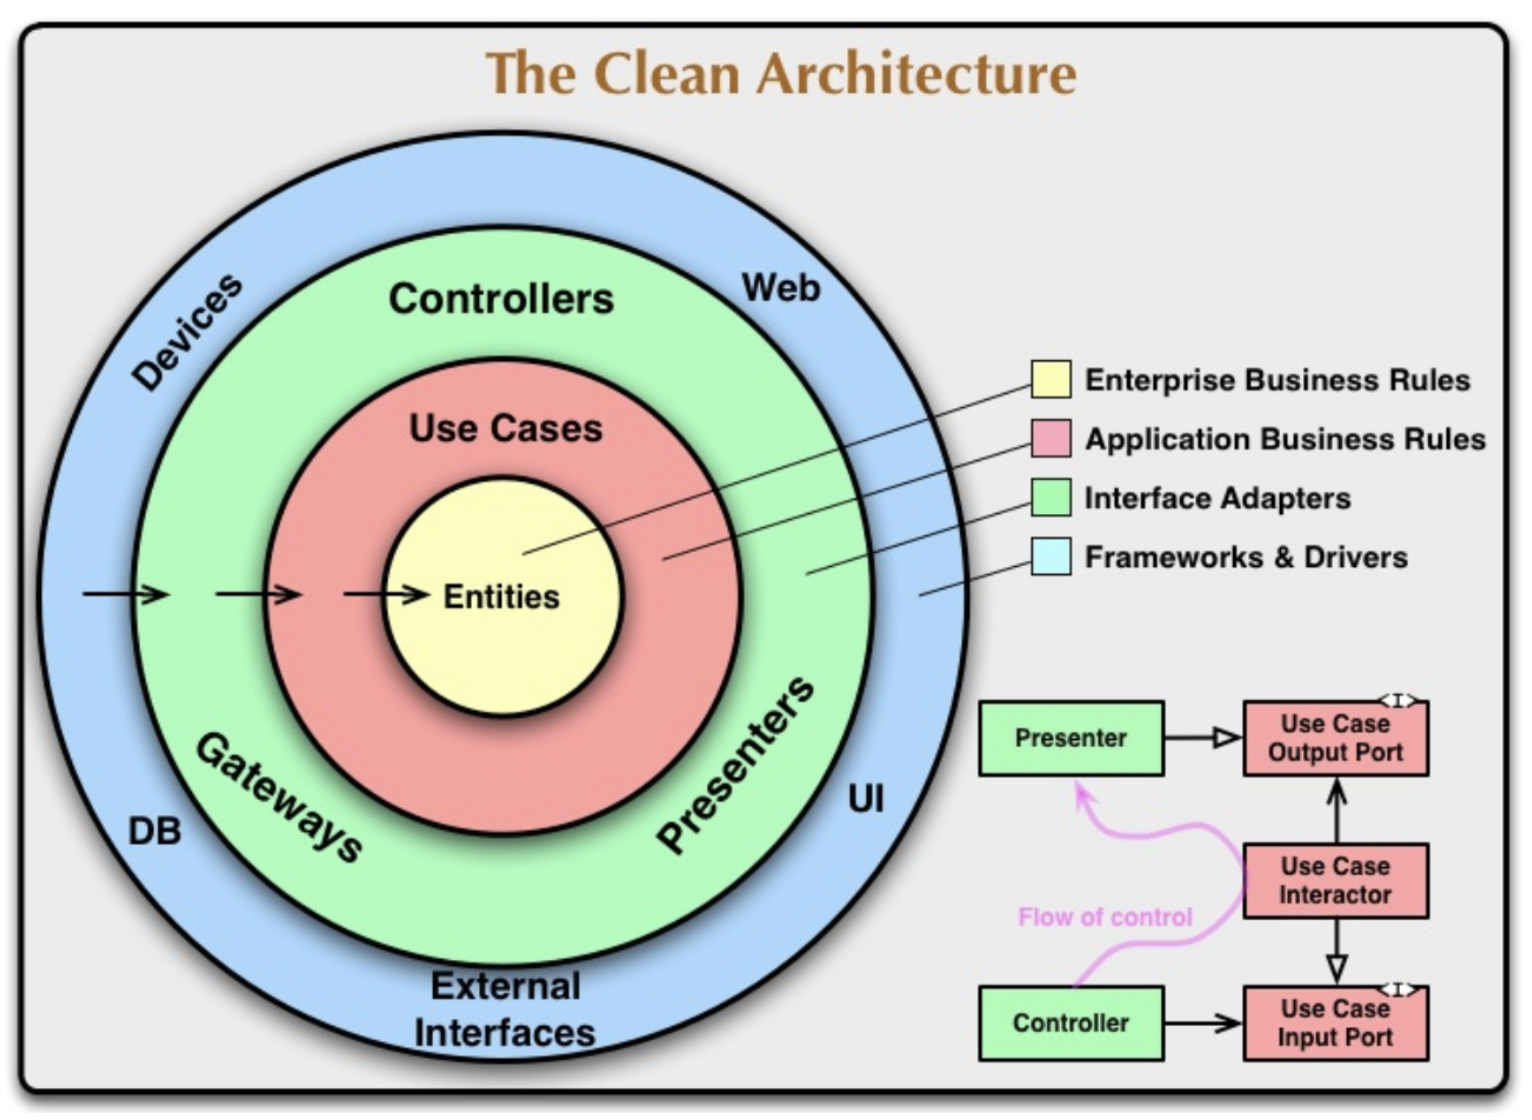 The Clean Architecture
Devices
Controllers
Web
Use Cases
Entities
Gateways
Presenters
DB
UI
External
Interfaces
Enterprise Business Rules
Application Business Rules
Interface Adapters
Frameworks & Drivers
Presenter
<I>
Use Case
Output Port
Flow of control
Use Case
Interactor
Controller
<I>
Use Case
Input Port